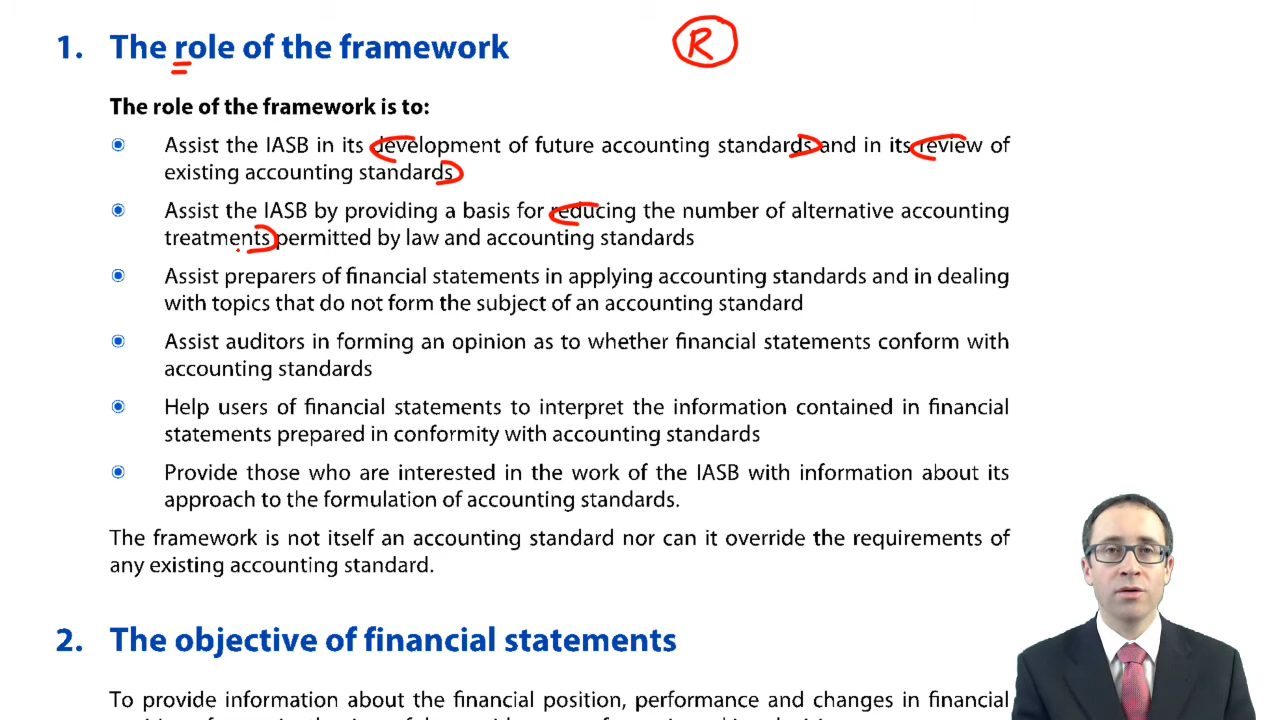 1. The role of the framework
R
The role of the framework is to:
Assist the IASB in its development of future accounting standards and in its review of
existing accounting standards
Assist the IASB by providing a basis for reducing the number of alternative accounting
treatments permitted by law and accounting standards
Assist preparers of financial statements in applying accounting standards and in dealing
with topics that do not form the subject of an accounting standard
Assist auditors in forming an opinion as to whether financial statements conform with
accounting standards
Help users of financial statements to interpret the information contained in financial
statements prepared in conformity with accounting standards
Provide those who are interested in the work of the IASB with information about its
approach to the formulation of accounting standards.
The framework is not itself an accounting standard nor can it override the requirements of
any existing accounting standard.
2. The objective of financial statements
To provide information about the financial position, performance and changes in financial